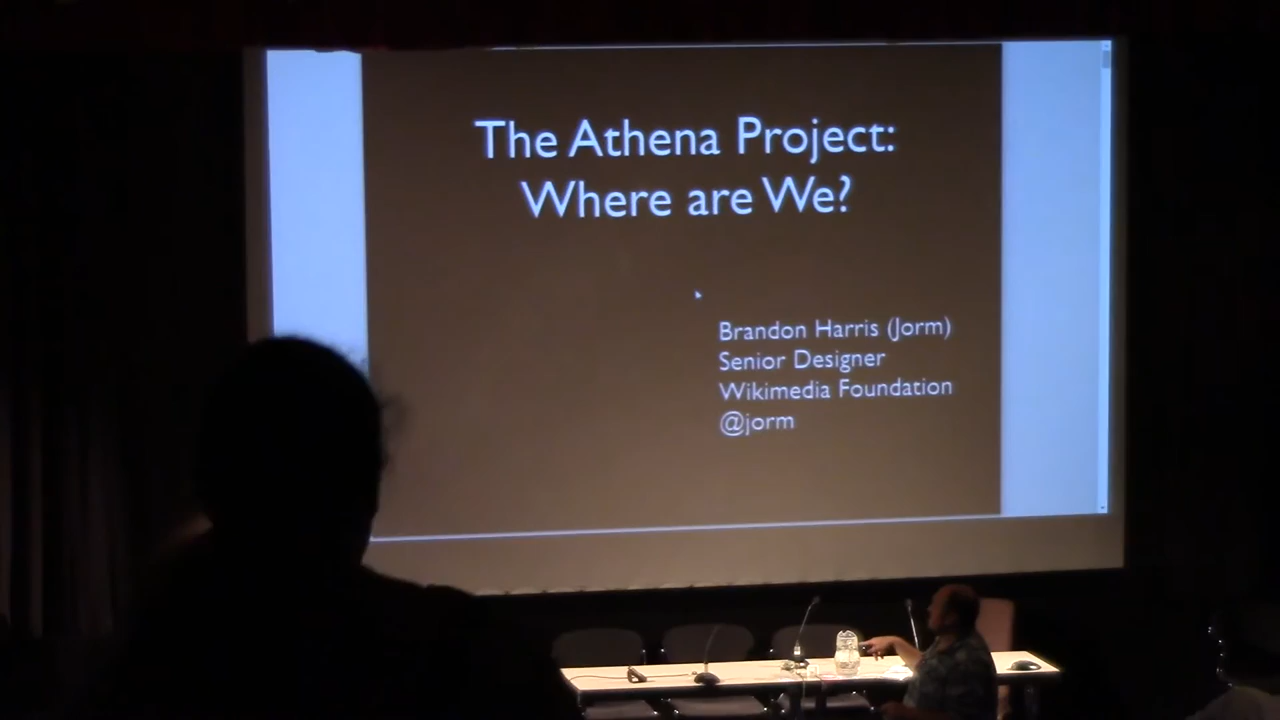 The Athena Project:
Where are We?
Brandon Harris (Jorm)
Senior Designer
Wikimedia Foundation
@jorm